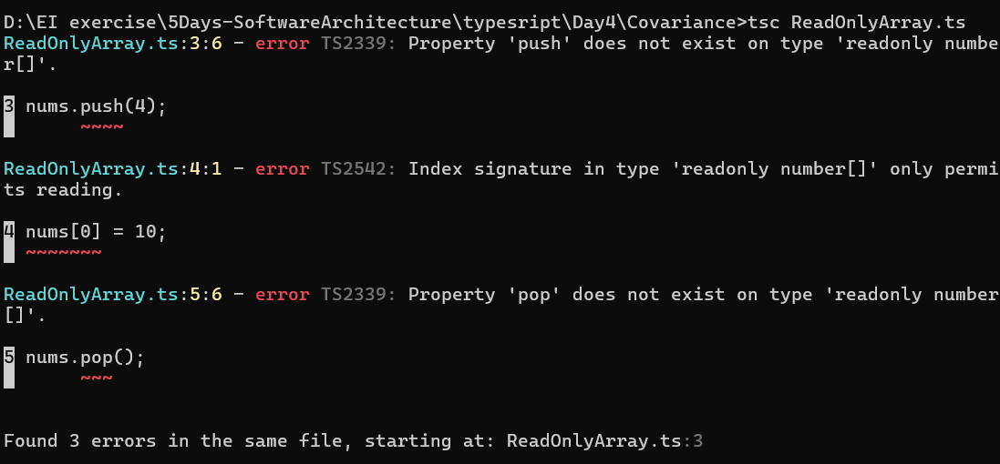 D:\EI exercise\5Days-SoftwareArchitecture\typesript\Day4\Covariance>tsc ReadOnlyArray.ts
ReadOnlyArray.ts:3:6 - error TS2339: Property 'push' does not exist on type 'readonly numbe
r[]'.
3 nums.push(4);
~~~~
ReadOnlyArray.ts:4:1 - error TS2542: Index signature in type 'readonly number[]' only permi
ts reading.
4 nums[0] = 10;
~~~~~~~
ReadOnlyArray.ts:5:6 - error TS2339: Property 'pop' does not exist on type 'readonly number
[]'.
5 nums.pop();
~~~
Found 3 errors in the same file, starting at: ReadOnlyArray.ts:3